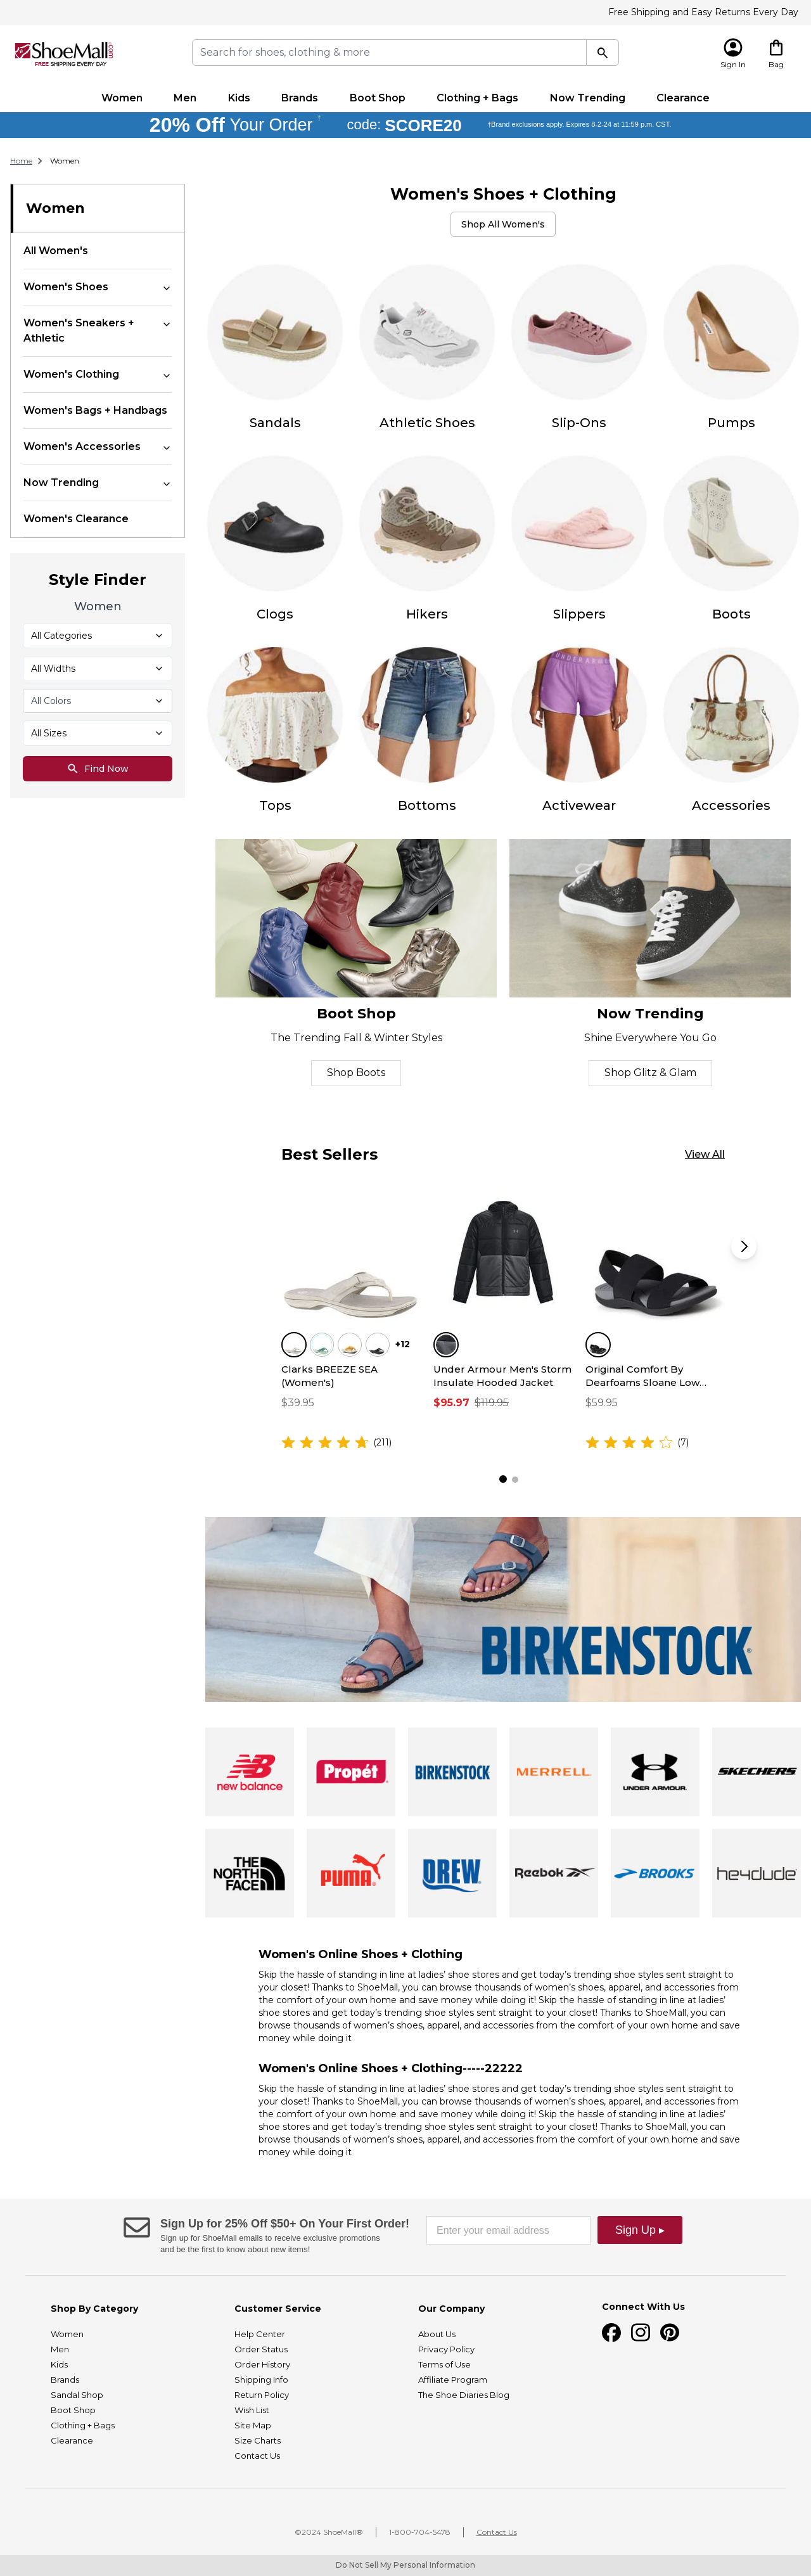 Free Shipping and Easy Returns Every Day
ShoeMall.com
FREE SHIPPING EVERY DAY
Search for shoes, clothing & more
Sign In
Bag
Women Men Kids Brands Boot Shop Clothing + Bags Now Trending Clearance
20% Off Your Order † code: SCORE20 †Brand exclusions apply. Expires 8-2-24 at 11:59 p.m. CST.
Home > Women
Women
All Women's
Women's Shoes
Women's Sneakers +
Athletic
Women's Clothing
Women's Bags + Handbags
Women's Accessories
Now Trending
Women's Clearance
Style Finder
Women
All Categories
All Widths
All Colors
All Sizes
Find Now
Women's Shoes + Clothing
Shop All Women's
Sandals
Athletic Shoes
Slip-Ons
Pumps
Clogs
Hikers
Slippers
Boots
Tops
Bottoms
Activewear
Accessories
Boot Shop
The Trending Fall & Winter Styles
Shop Boots
Now Trending
Shine Everywhere You Go
Shop Glitz & Glam
Best Sellers
View All
+12
Clarks BREEZE SEA
(Women's)
$39.95
(211)
Under Armour Men's Storm
Insulate Hooded Jacket
$95.97 $119.95
Original Comfort By
Dearfoams Sloane Low...
$59.95
(7)
BIRKENSTOCK®
new balance
Propét
BIRKENSTOCK
MERRELL
UNDER ARMOUR
SKECHERS
THE
NORTH
FACE
PUMA
DREW
Reebok
BROOKS
heydude
Women's Online Shoes + Clothing
Skip the hassle of standing in line at ladies’ shoe stores and get today’s trending shoe styles sent straight to
your closet! Thanks to ShoeMall, you can browse thousands of women’s shoes, apparel, and accessories from
the comfort of your own home and save money while doing it! Skip the hassle of standing in line at ladies’
shoe stores and get today’s trending shoe styles sent straight to your closet! Thanks to ShoeMall, you can
browse thousands of women’s shoes, apparel, and accessories from the comfort of your own home and save
money while doing it
Women's Online Shoes + Clothing-----22222
Skip the hassle of standing in line at ladies’ shoe stores and get today’s trending shoe styles sent straight to
your closet! Thanks to ShoeMall, you can browse thousands of women’s shoes, apparel, and accessories from
the comfort of your own home and save money while doing it! Skip the hassle of standing in line at ladies’
shoe stores and get today’s trending shoe styles sent straight to your closet! Thanks to ShoeMall, you can
browse thousands of women’s shoes, apparel, and accessories from the comfort of your own home and save
money while doing it
Sign Up for 25% Off $50+ On Your First Order!
Sign up for ShoeMall emails to receive exclusive promotions
and be the first to know about new items!
Enter your email address
Sign Up ▸
Shop By Category
Women
Men
Kids
Brands
Sandal Shop
Boot Shop
Clothing + Bags
Clearance
Customer Service
Help Center
Order Status
Order History
Shipping Info
Return Policy
Wish List
Site Map
Size Charts
Contact Us
Our Company
About Us
Privacy Policy
Terms of Use
Affiliate Program
The Shoe Diaries Blog
Connect With Us
©2024 ShoeMall® | 1-800-704-5478 | Contact Us
Do Not Sell My Personal Information